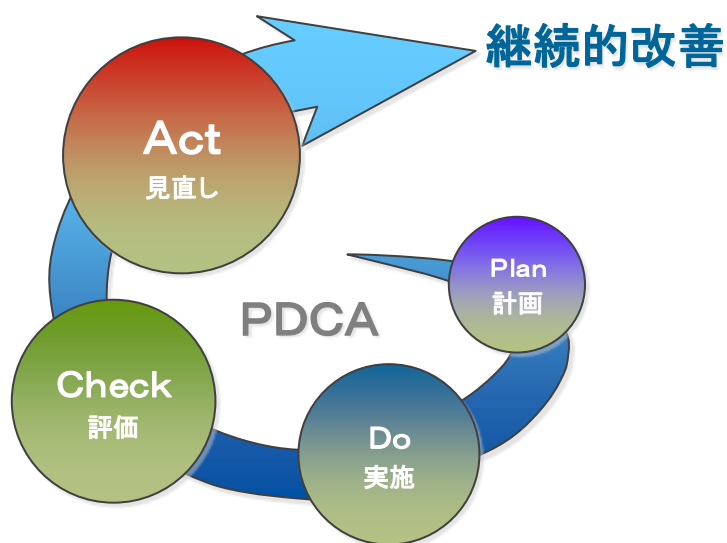 継続的改善
Act
見直し
Plan
計画
PDCA
Check
評価
Do
実施